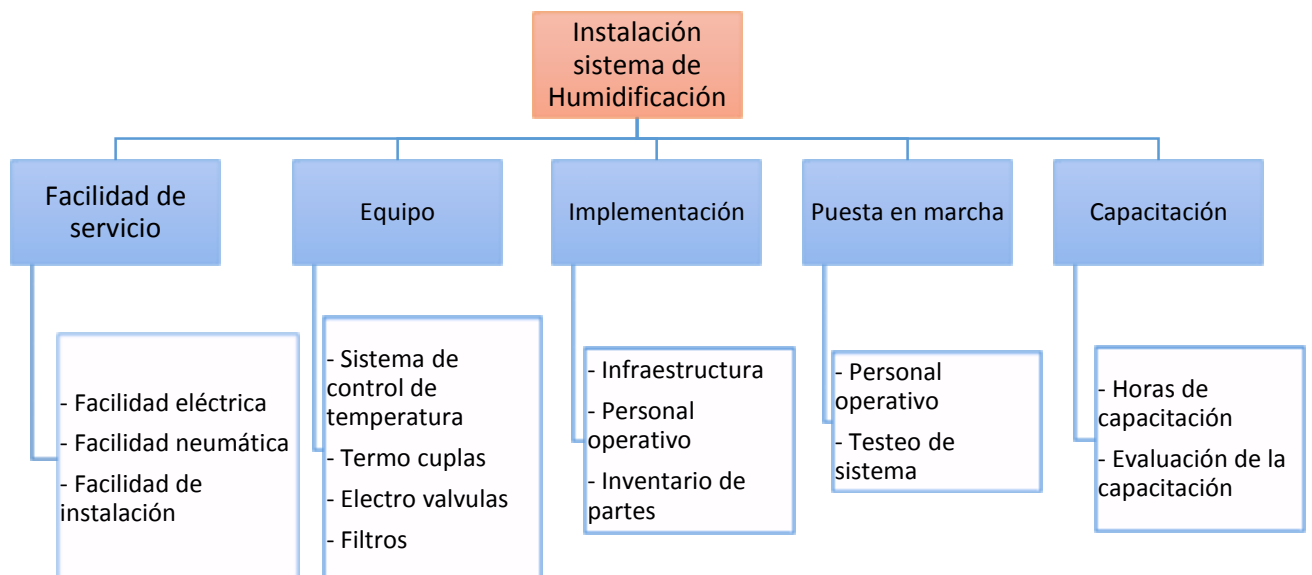 Instalación
sistema de
Humidificación
Facilidad de
servicio
Equipo
Implementación
Puesta en marcha
Capacitación
- Facilidad eléctrica
- Facilidad neumática
- Facilidad de
instalación
- Sistema de
control de
temperatura
- Termo cuplas
- Electro valvulas
- Filtros
- Infraestructura
- Personal
operativo
- Inventario de
partes
- Personal
operativo
- Testeo de
sistema
- Horas de
capacitación
- Evaluación de la
capacitación